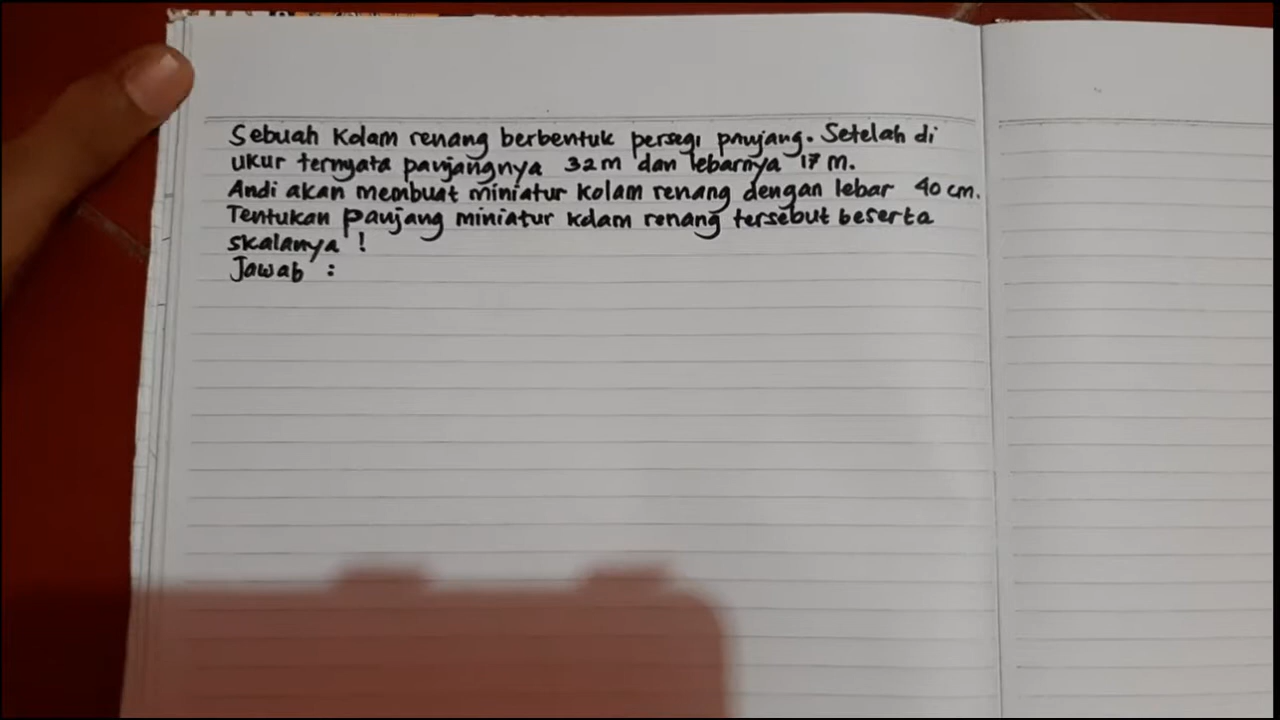 Sebuah Kolam renang berbentuk persegi panjang. Setelah di
ukur ternyata panjangnya 32 m dan lebarnya 17 m.
Andi akan membuat miniatur kolam renang dengan lebar 40 cm.
Tentukan panjang miniatur kolam renang tersebut beserta
skalanya !
Jawab :